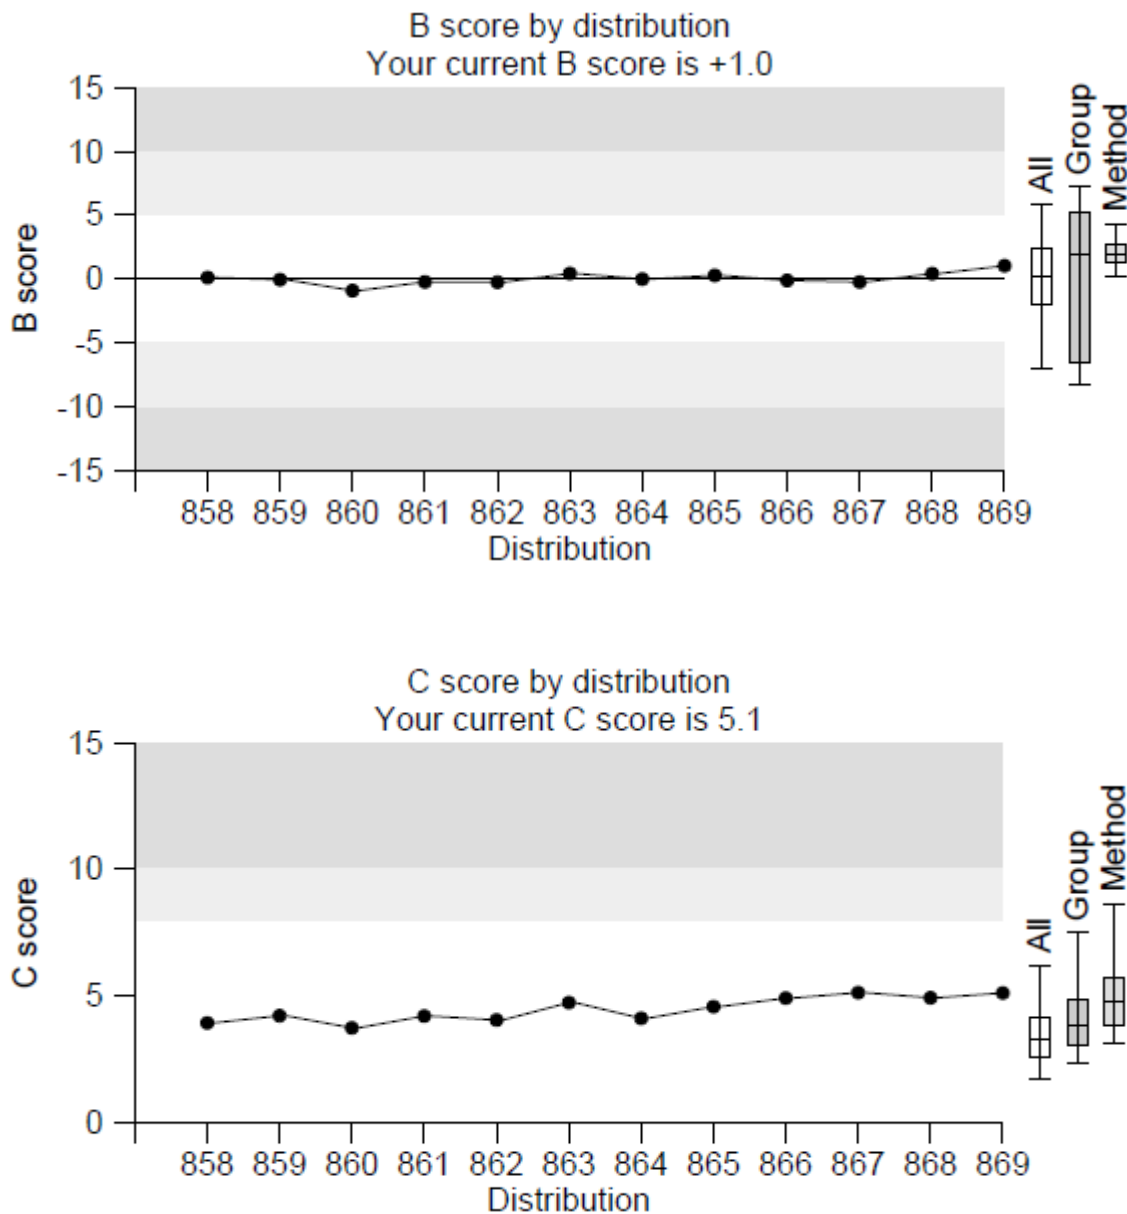 B score by distribution
Your current B score is +1.0
15
10
5
0
-5
-10
-15
B score
858 859 860 861 862 863 864 865 866 867 868 869
Distribution
All
Group
Method
C score by distribution
Your current C score is 5.1
15
10
5
0
C score
858 859 860 861 862 863 864 865 866 867 868 869
Distribution
All
Group
Method